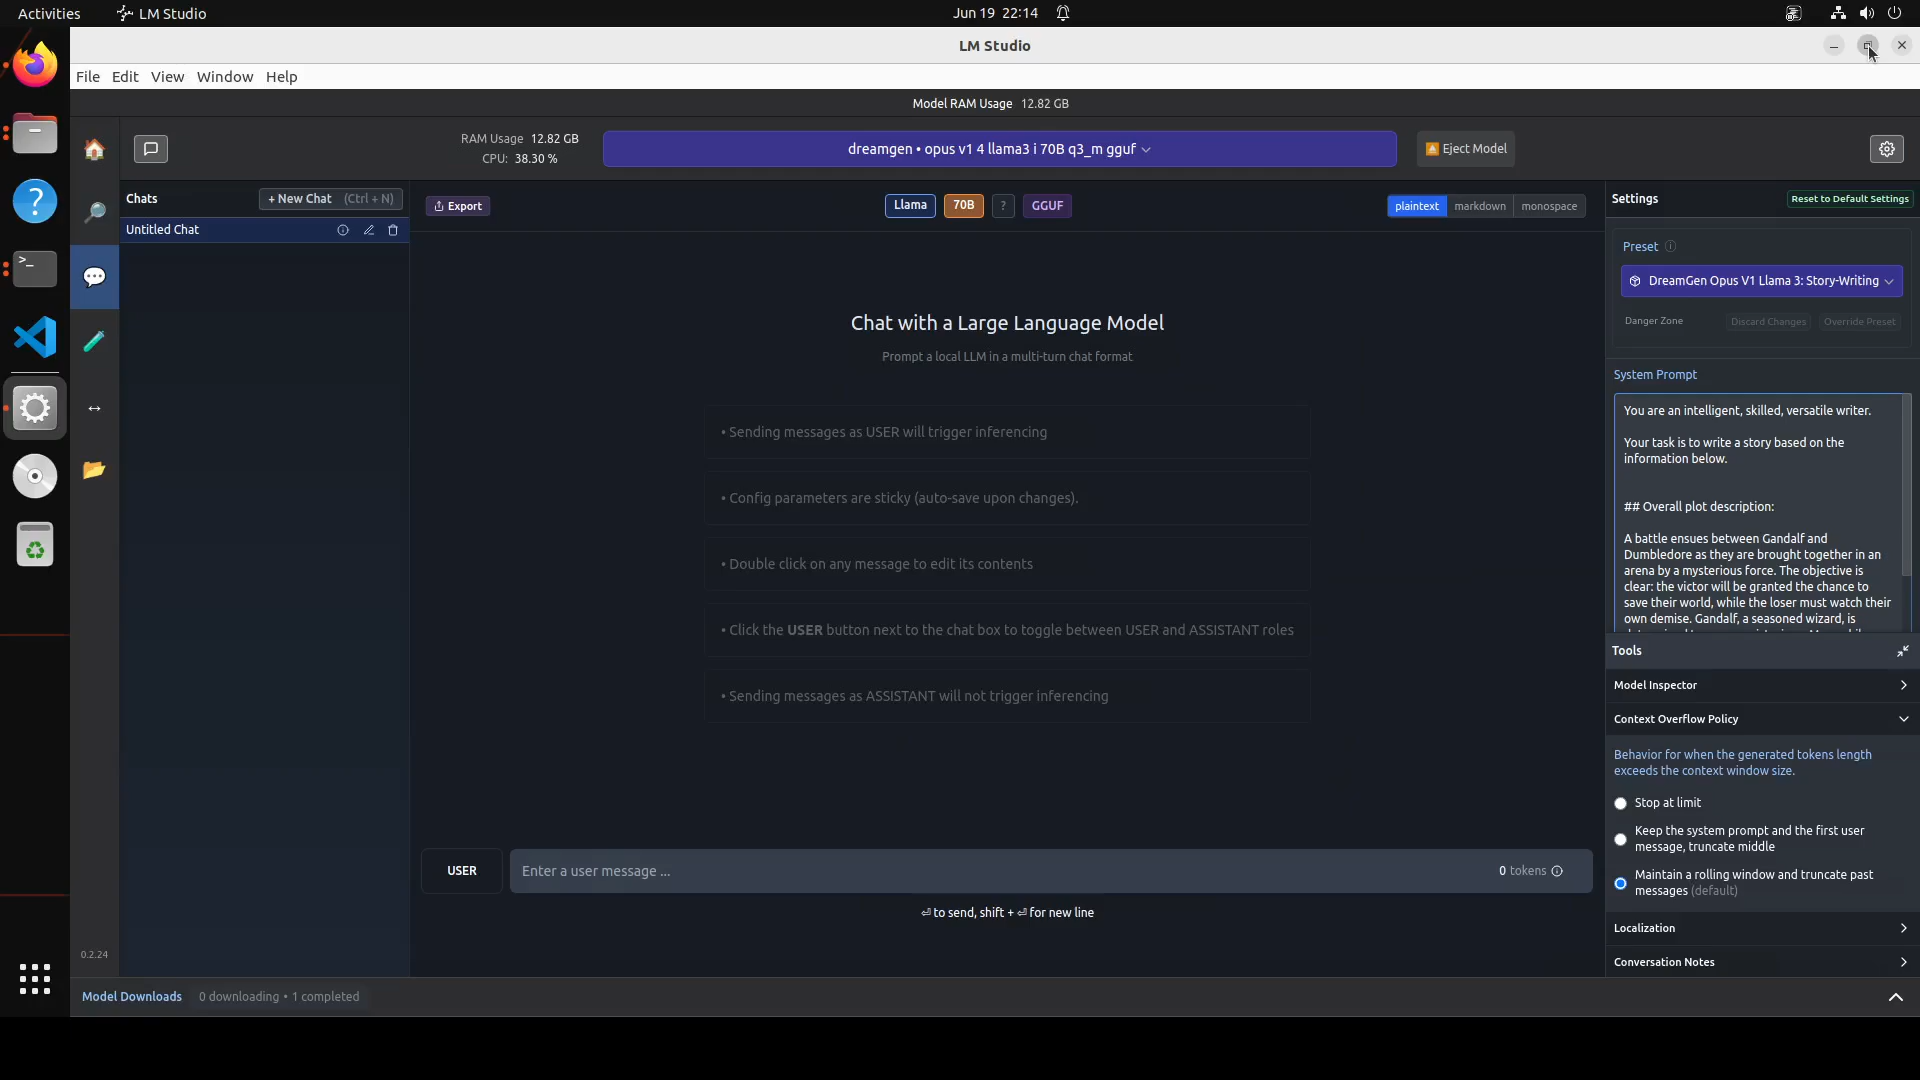 Activities
LM Studio
Jun 19 22:14
LM Studio
File Edit View Window Help
Model RAM Usage 12.82 GB
RAM Usage 12.82 GB
CPU: 38.30 %
dreamgen • opus v1 4 llama3 i 70B q3_m gguf
Eject Model
Chats
+ New Chat (Ctrl + N)
Untitled Chat
Export
Llama
70B
?
GGUF
plaintext
markdown
monospace
Chat with a Large Language Model
Prompt a local LLM in a multi-turn chat format
• Sending messages as USER will trigger inferencing
• Config parameters are sticky (auto-save upon changes).
• Double click on any message to edit its contents
• Click the USER button next to the chat box to toggle between USER and ASSISTANT roles
• Sending messages as ASSISTANT will not trigger inferencing
USER
Enter a user message ...
0 tokens
⏎ to send, shift + ⏎ for new line
Settings
Reset to Default Settings
Preset
DreamGen Opus V1 Llama 3: Story-Writing
Danger Zone
Discard Changes
Override Preset
System Prompt
You are an intelligent, skilled, versatile writer.
Your task is to write a story based on the
information below.
## Overall plot description:
A battle ensues between Gandalf and
Dumbledore as they are brought together in an
arena by a mysterious force. The objective is
clear: the victor will be granted the chance to
save their world, while the loser must watch their
own demise. Gandalf, a seasoned wizard, is
Tools
Model Inspector
Context Overflow Policy
Behavior for when the generated tokens length
exceeds the context window size.
Stop at limit
Keep the system prompt and the first user
message, truncate middle
Maintain a rolling window and truncate past
messages (default)
Localization
Conversation Notes
0.2.24
Model Downloads
0 downloading • 1 completed